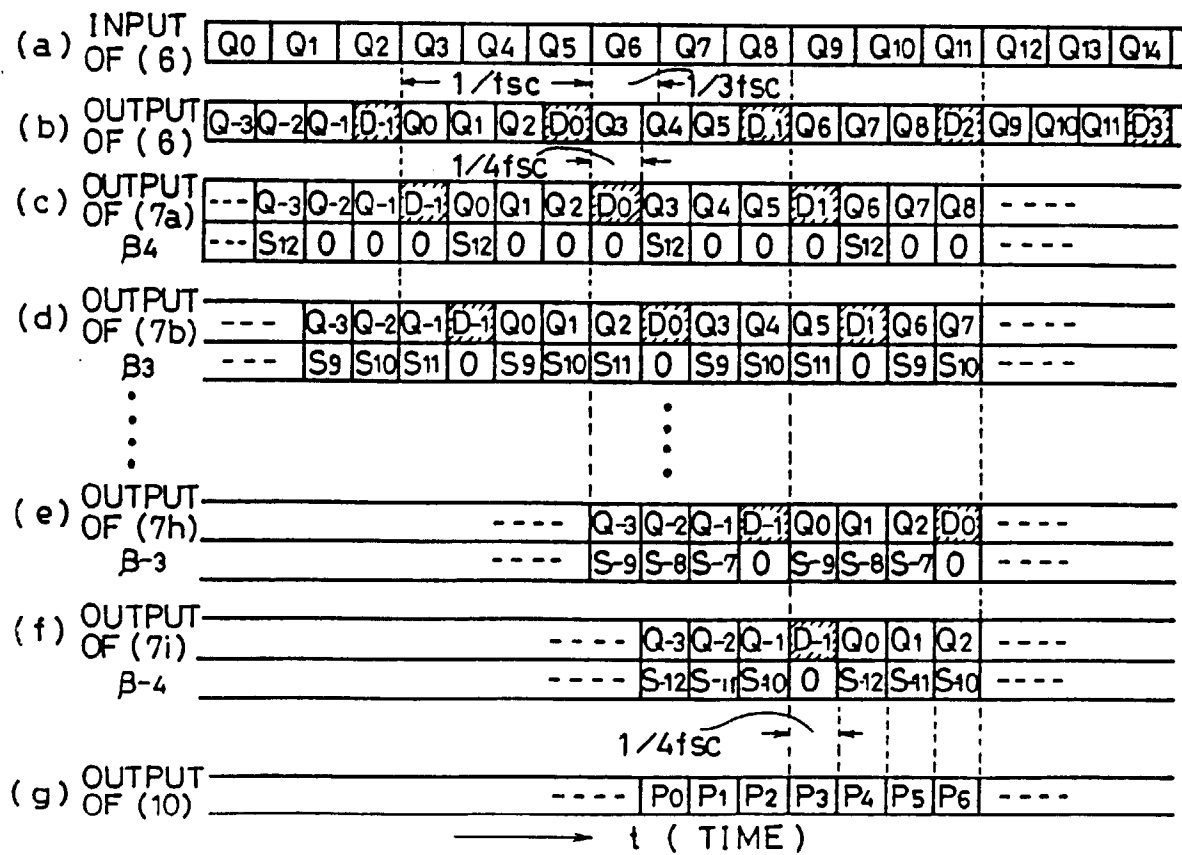 (a) INPUT OF (6) Q0 Q1 Q2 Q3 Q4 Q5 Q6 Q7 Q8 Q9 Q10 Q11 Q12 Q13 Q14
1/fsc 1/3fsc
(b) OUTPUT OF (6) Q-3 Q-2 Q-1 D-1 Q0 Q1 Q2 D0 Q3 Q4 Q5 D1 Q6 Q7 Q8 D2 Q9 Q10 Q11 D3
1/4fsc
(c) OUTPUT OF (7a) --- Q-3 Q-2 Q-1 D-1 Q0 Q1 Q2 D0 Q3 Q4 Q5 D1 Q6 Q7 Q8 ----
β4 --- S12 0 0 0 S12 0 0 0 S12 0 0 0 S12 0 0 ----
(d) OUTPUT OF (7b) ---- Q-3 Q-2 Q-1 D-1 Q0 Q1 Q2 D0 Q3 Q4 Q5 D1 Q6 Q7
β3 ---- S9 S10 S11 0 S9 S10 S11 0 S9 S10 S11 0 S9 S10 ----
(e) OUTPUT OF (7h) ---- Q-3 Q-2 Q-1 D-1 Q0 Q1 Q2 D0 ----
β-3 ---- S-9 S-8 S-7 0 S-9 S-8 S-7 0 ----
(f) OUTPUT OF (7i) ---- Q-3 Q-2 Q-1 D-1 Q0 Q1 Q2 ----
β-4 ---- S-12 S-11 S-10 0 S-12 S-11 S-10 ----
1/4fsc
(g) OUTPUT OF (10) ---- P0 P1 P2 P3 P4 P5 P6 ----
t (TIME)